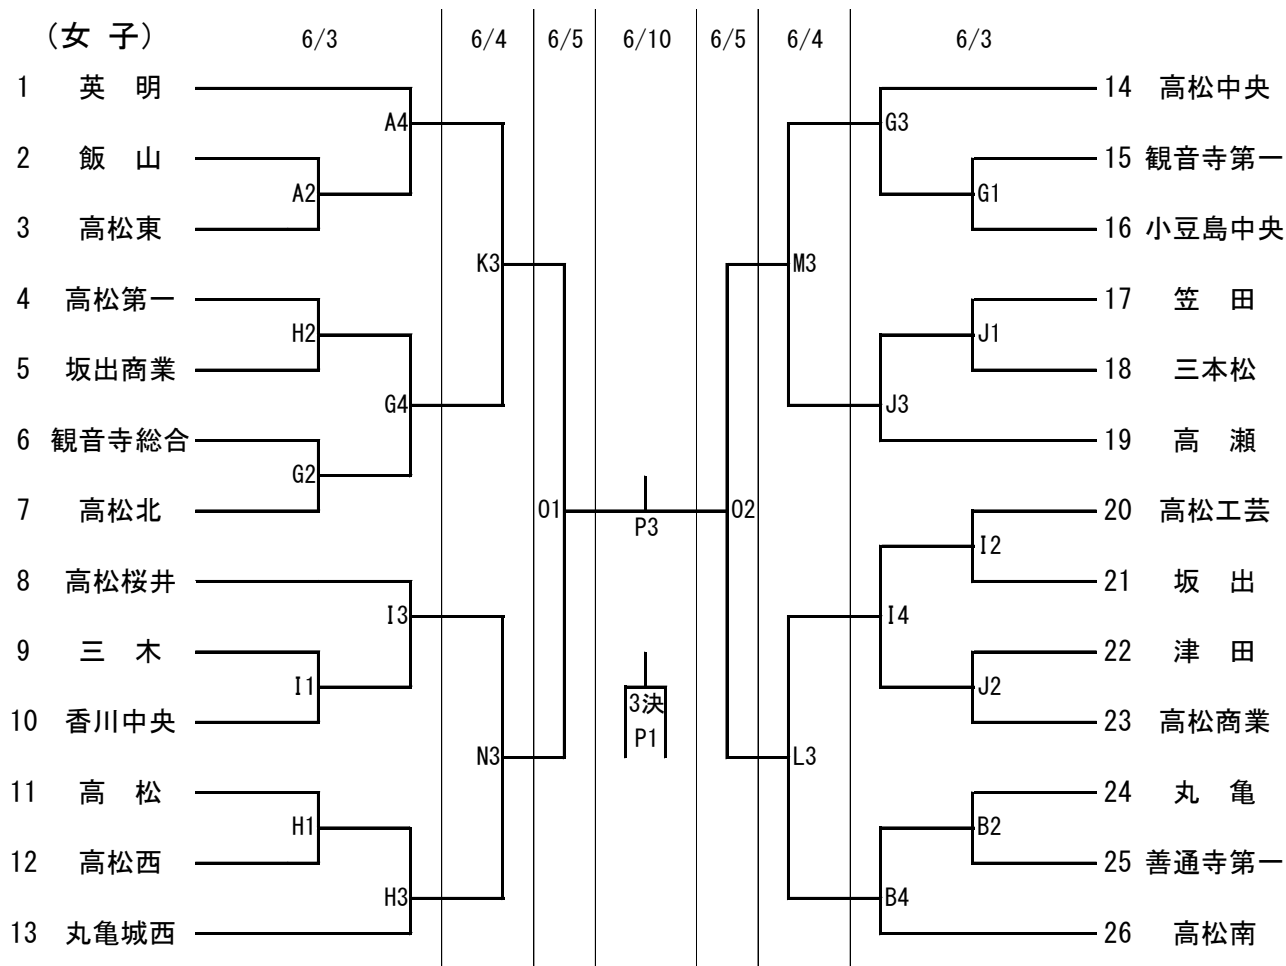 (女 子) 6/3 6/4 6/5 6/10 6/5 6/4 6/3
1 英 明 14 高松中央
A4 G3
2 飯 山 15 観音寺第一
A2 G1
3 高松東 16 小豆島中央
K3 M3
4 高松第一 17 笠 田
H2 J1
5 坂出商業 18 三本松
G4 J3
6 観音寺総合 19 高 瀬
G2
7 高松北 O1 O2 20 高松工芸
P3 I2
8 高松桜井 21 坂 出
I3 I4
9 三 木 22 津 田
I1 3決 J2
10 香川中央 23 高松商業
P1
N3 L3
11 高 松 24 丸 亀
H1 B2
12 高松西 25 善通寺第一
H3 B4
13 丸亀城西 26 高松南